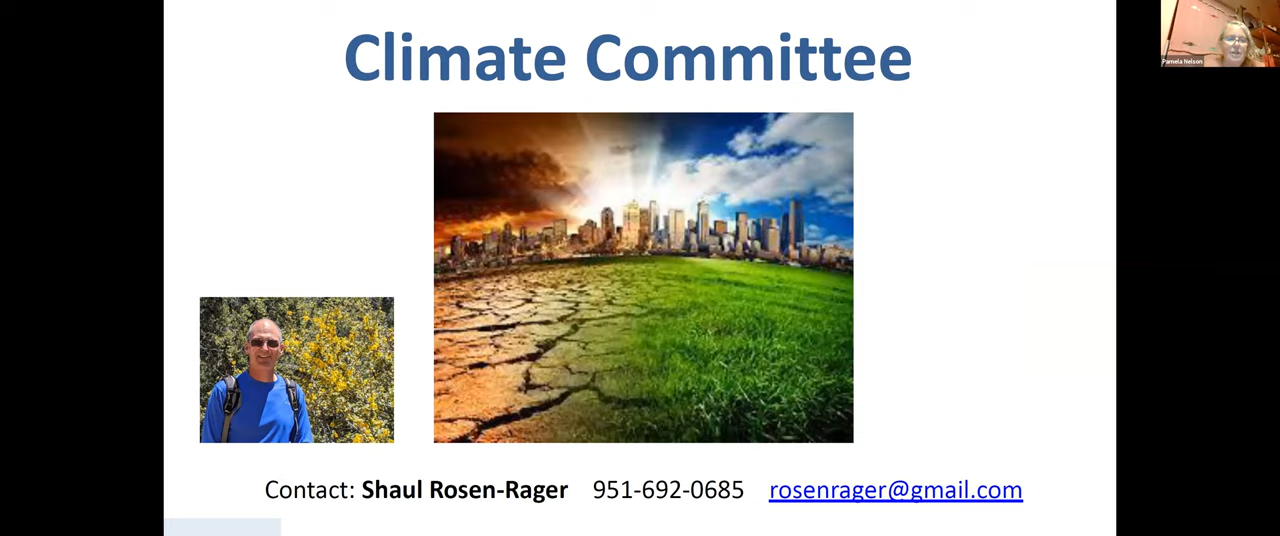 Climate Committee
Pamela Nelson
Contact: Shaul Rosen-Rager 951-692-0685 rosenrager@gmail.com